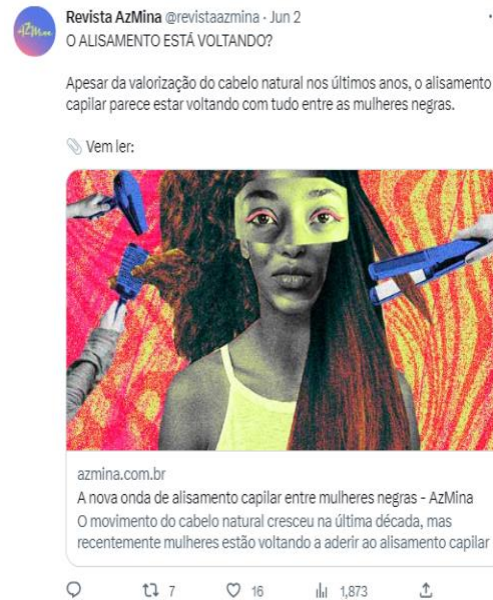 Revista AzMina @revistaazmina · Jun 2
O ALISAMENTO ESTÁ VOLTANDO?
Apesar da valorização do cabelo natural nos últimos anos, o alisamento
capilar parece estar voltando com tudo entre as mulheres negras.
Vem ler:
azmina.com.br
A nova onda de alisamento capilar entre mulheres negras - AzMina
O movimento do cabelo natural cresceu na última década, mas
recentemente mulheres estão voltando a aderir ao alisamento capilar
7 16 1,873